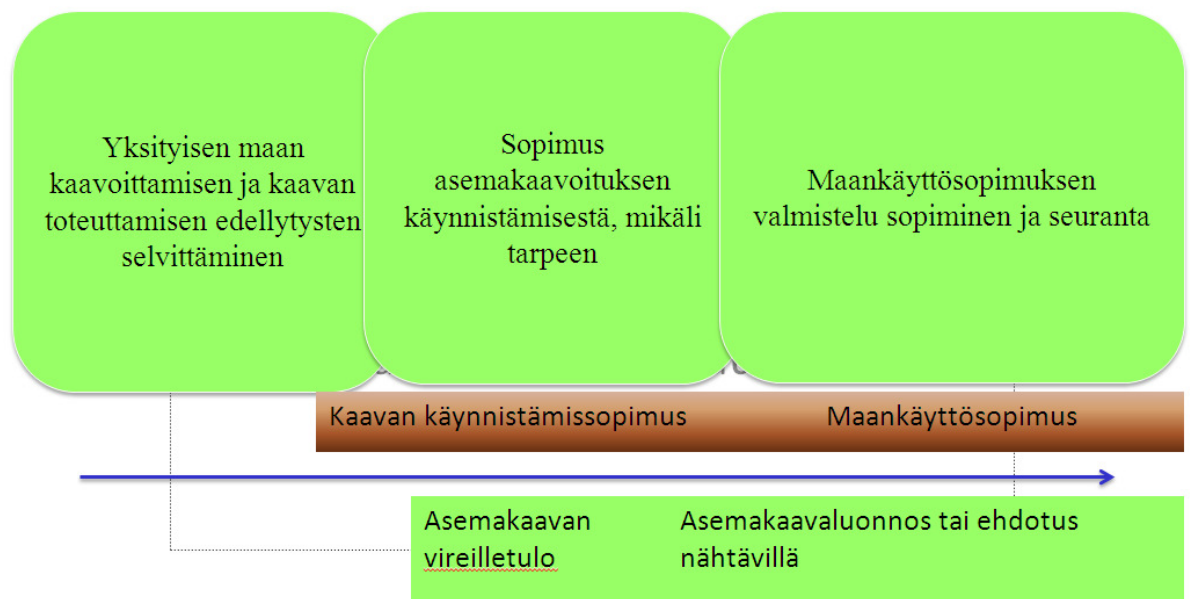 Yksityisen maan
kaavoittamisen ja kaavan
toteuttamisen edellytysten
selvittäminen
Sopimus
asemakaavoituksen
käynnistämisestä, mikäli
tarpeen
Maankäyttösopimuksen
valmistelu sopiminen ja seuranta
Kaavan käynnistämissopimus
Maankäyttösopimus
Asemakaavan
vireilletulo
Asemakaavaluonnos tai ehdotus
nähtävillä